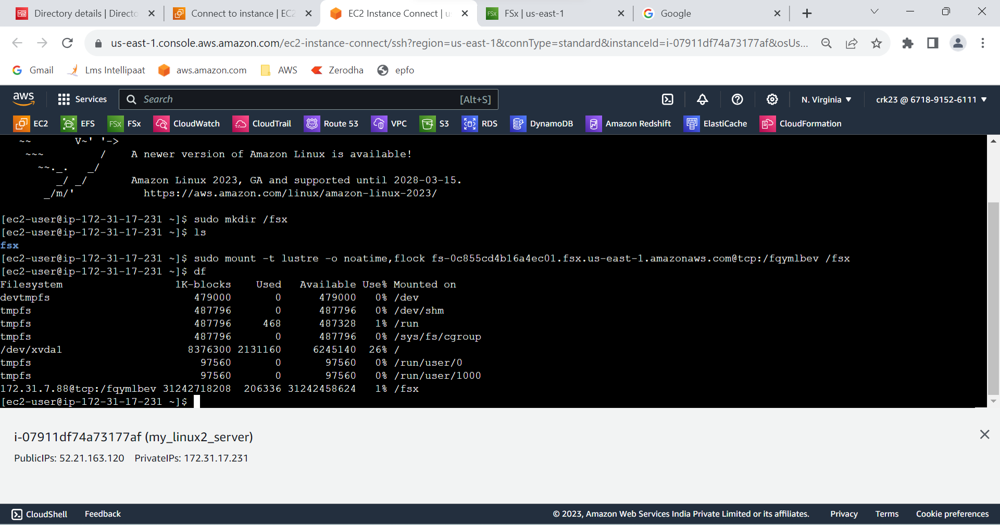 Directory details | Directo
Connect to instance | EC2
EC2 Instance Connect | u
FSx | us-east-1
Google
us-east-1.console.aws.amazon.com/ec2-instance-connect/ssh?region=us-east-1&connType=standard&instanceId=i-07911df74a73177af&osUs...
Gmail
Lms Intellipaat
aws.amazon.com
AWS
Zerodha
epfo
aws
Services
Search
[Alt+S]
N. Virginia
crk23 @ 6718-9152-6111
EC2
EFS
FSx
CloudWatch
CloudTrail
Route 53
VPC
S3
RDS
DynamoDB
Amazon Redshift
ElastiCache
CloudFormation
~~       V~' '->
~~~         /    A newer version of Amazon Linux is available!
~~._.   _/
_/ _/       Amazon Linux 2023, GA and supported until 2028-03-15.
_/m/'           https://aws.amazon.com/linux/amazon-linux-2023/
[ec2-user@ip-172-31-17-231 ~]$ sudo mkdir /fsx
[ec2-user@ip-172-31-17-231 ~]$ ls
fsx
[ec2-user@ip-172-31-17-231 ~]$ sudo mount -t lustre -o noatime,flock fs-0c855cd4b16a4ec01.fsx.us-east-1.amazonaws.com@tcp:/fqymlbev /fsx
[ec2-user@ip-172-31-17-231 ~]$ df
Filesystem                  1K-blocks    Used   Available Use% Mounted on
devtmpfs                       479000       0      479000   0% /dev
tmpfs                          487796       0      487796   0% /dev/shm
tmpfs                          487796     468      487328   1% /run
tmpfs                          487796       0      487796   0% /sys/fs/cgroup
/dev/xvda1                    8376300 2131160     6245140  26% /
tmpfs                           97560       0       97560   0% /run/user/0
tmpfs                           97560       0       97560   0% /run/user/1000
172.31.7.88@tcp:/fqymlbev 31242718208  206336 31242458624   1% /fsx
[ec2-user@ip-172-31-17-231 ~]$
i-07911df74a73177af (my_linux2_server)
PublicIPs: 52.21.163.120    PrivateIPs: 172.31.17.231
CloudShell
Feedback
© 2023, Amazon Web Services India Private Limited or its affiliates.
Privacy
Terms
Cookie preferences